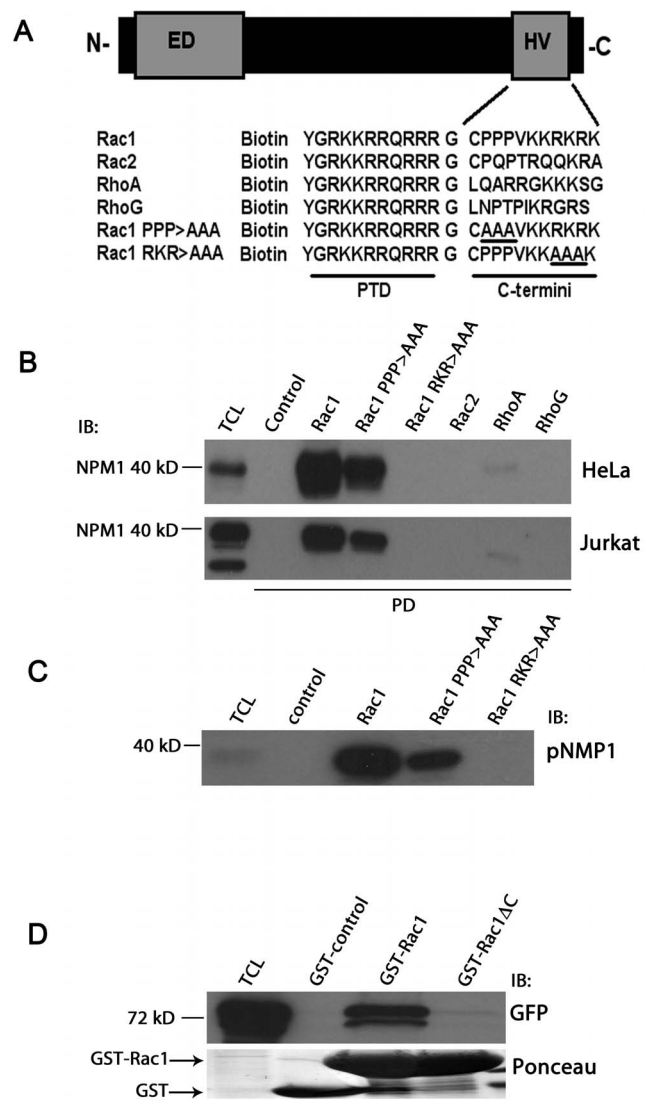 A
N- ED HV -C
Rac1 Biotin YGRKKRRQRRR G CPPPVKKRKRK
Rac2 Biotin YGRKKRRQRRR G CPQPTRQQKRA
RhoA Biotin YGRKKRRQRRR G LQARRGKKKSG
RhoG Biotin YGRKKRRQRRR G LNPTPIKRGRS
Rac1 PPP>AAA Biotin YGRKKRRQRRR G CAAAVKKRKRK
Rac1 RKR>AAA Biotin YGRKKRRQRRR G CPPPVKKAAAK
PTD C-termini
B
IB: TCL Control Rac1 Rac1 PPP>AAA Rac1 RKR>AAA Rac2 RhoA RhoG
NPM1 40 kD HeLa
NPM1 40 kD Jurkat
PD
C
TCL control Rac1 Rac1 PPP>AAA Rac1 RKR>AAA IB:
40 kD pNMP1
D
TCL GST-control GST-Rac1 GST-Rac1ΔC IB:
72 kD GFP
GST-Rac1 Ponceau
GST